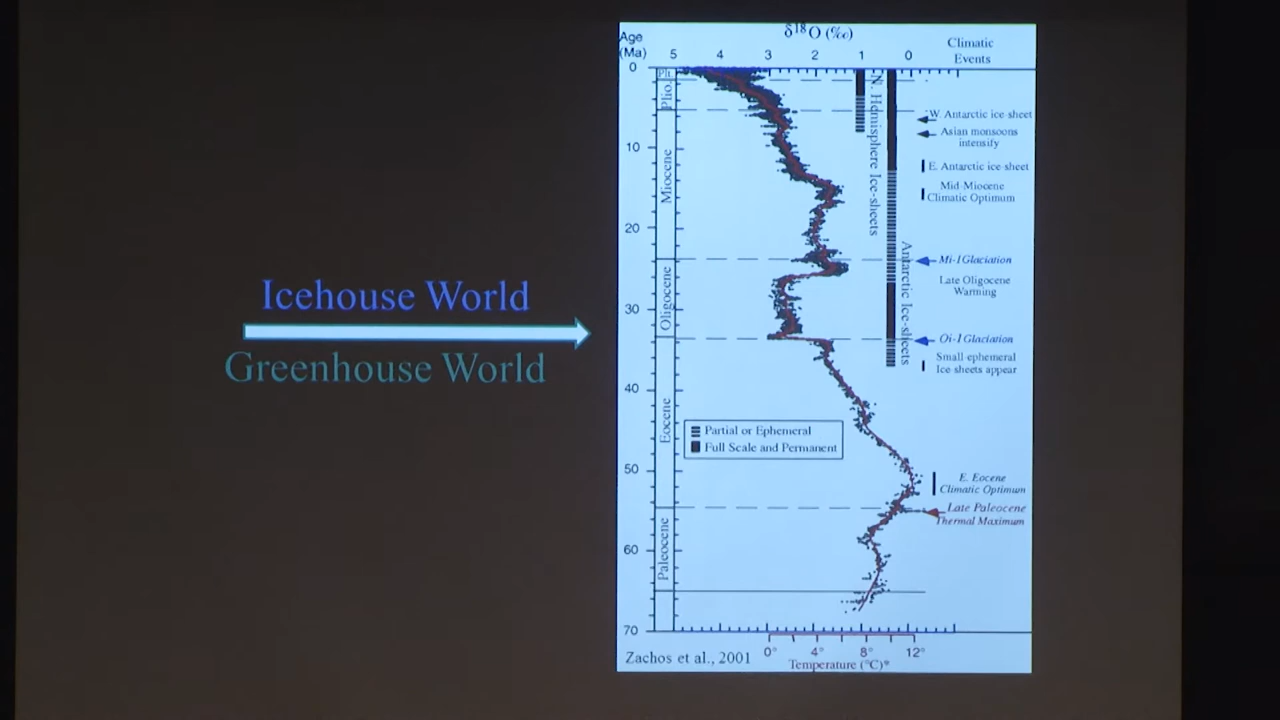 Icehouse World
Greenhouse World
δ18O (‰)
Age
(Ma)
5 4 3 2 1 0
Climatic
Events
0
10
20
30
40
50
60
70
Plt.
Plio.
Miocene
Oligocene
Eocene
Paleocene
N. Hemisphere Ice-sheets
Antarctic Ice-sheets
W. Antarctic ice-sheet
Asian monsoons
intensify
E. Antarctic ice-sheet
Mid-Miocene
Climatic Optimum
Mi-1 Glaciation
Late Oligocene
Warming
Oi-1 Glaciation
Small-ephemeral
Ice sheets appear
Partial or Ephemeral
Full Scale and Permanent
E. Eocene
Climatic Optimum
Late Paleocene
Thermal Maximum
0° 4° 8° 12°
Temperature (°C)*
Zachos et al., 2001